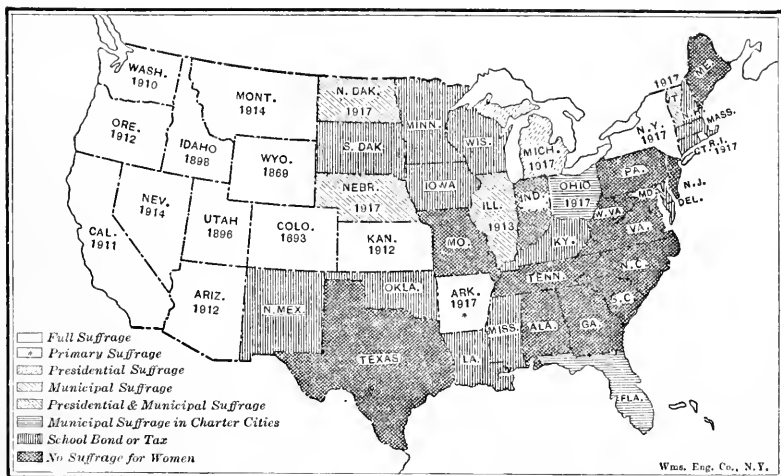 WASH.
1910
MONT.
1914
N. DAK.
1917
MINN.
ORE.
1912
IDAHO
1898
WYO.
1869
S. DAK.
WIS.
MICH.
1917
N.Y.
1917
1917
ME.
MASS.
CT.
R.I.
1917
NEV.
1914
UTAH
1896
COLO.
1893
NEBR.
1917
IOWA
ILL.
1913
IND.
OHIO
1917
PA.
N.J.
MD.
DEL.
CAL.
1911
KAN.
1912
MO.
KY.
W.VA.
VA.
ARIZ.
1912
N.MEX.
OKLA.
ARK.
1917
*
TENN.
N.C.
S.C.
TEXAS
LA.
MISS.
ALA.
GA.
FLA.
Full Suffrage
* Primary Suffrage
Presidential Suffrage
Municipal Suffrage
Presidential & Municipal Suffrage
Municipal Suffrage in Charter Cities
School Bond or Tax
No Suffrage for Women
Wms. Eng. Co., N.Y.